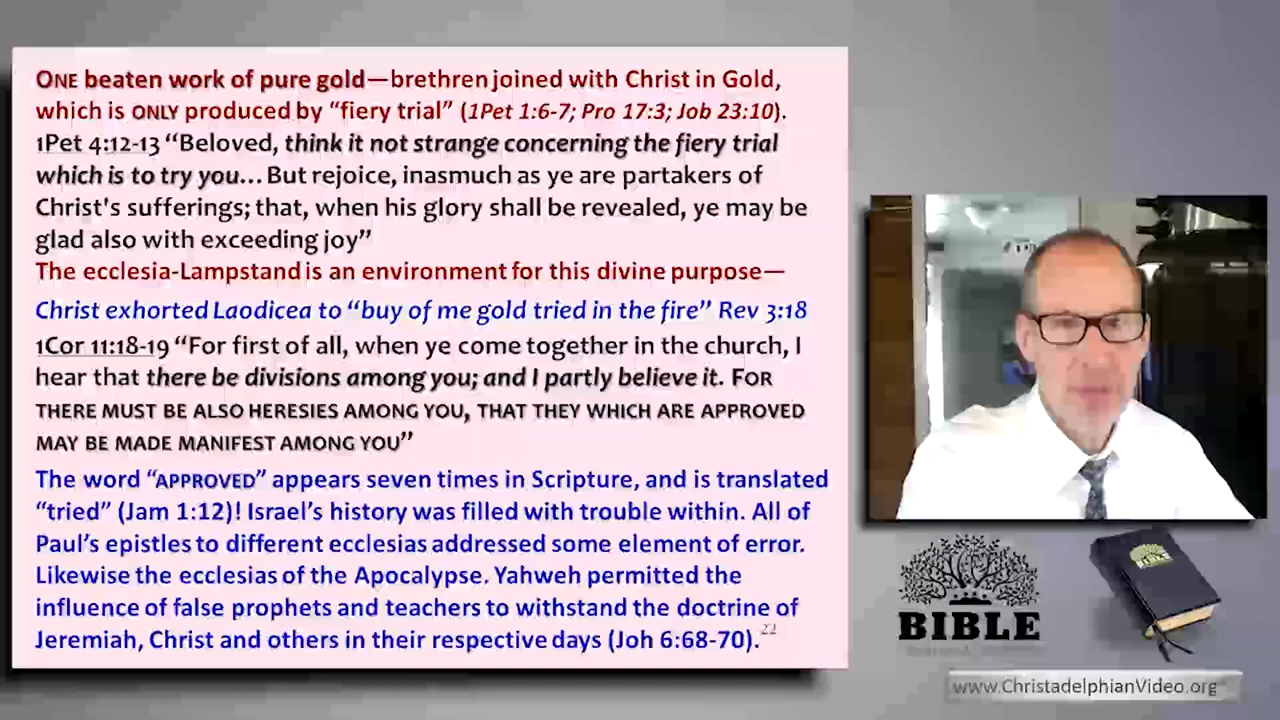 ONE beaten work of pure gold—brethren joined with Christ in Gold,
which is ONLY produced by “fiery trial” (1Pet 1:6-7; Pro 17:3; Job 23:10).
1Pet 4:12-13 “Beloved, think it not strange concerning the fiery trial
which is to try you… But rejoice, inasmuch as ye are partakers of
Christ's sufferings; that, when his glory shall be revealed, ye may be
glad also with exceeding joy”
The ecclesia-Lampstand is an environment for this divine purpose—
Christ exhorted Laodicea to “buy of me gold tried in the fire” Rev 3:18
1Cor 11:18-19 “For first of all, when ye come together in the church, I
hear that there be divisions among you; and I partly believe it. FOR
THERE MUST BE ALSO HERESIES AMONG YOU, THAT THEY WHICH ARE APPROVED
MAY BE MADE MANIFEST AMONG YOU”
The word “APPROVED” appears seven times in Scripture, and is translated
“tried” (Jam 1:12)! Israel’s history was filled with trouble within. All of
Paul’s epistles to different ecclesias addressed some element of error.
Likewise the ecclesias of the Apocalypse. Yahweh permitted the
influence of false prophets and teachers to withstand the doctrine of
Jeremiah, Christ and others in their respective days (Joh 6:68-70).
22
BIBLE
BIBLE
www.ChristadelphianVideo.org